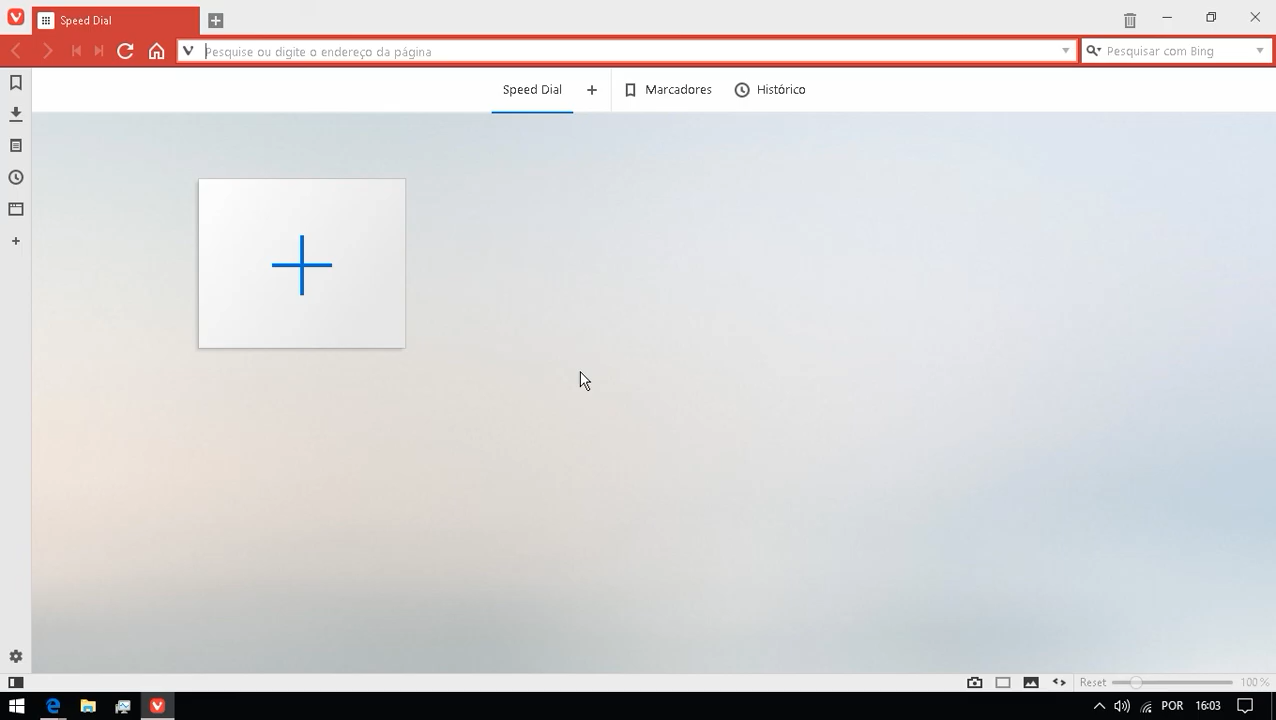 Speed Dial
Pesquise ou digite o endereço da página
Pesquisar com Bing
Speed Dial
Marcadores
Histórico
Reset
100 %
POR
16:03